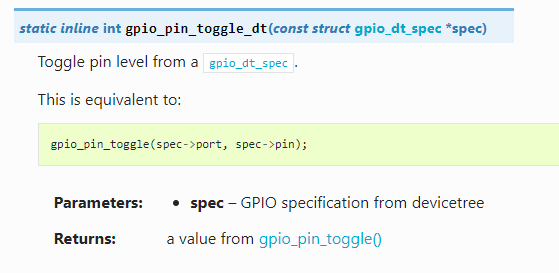 static inline int gpio_pin_toggle_dt(const struct gpio_dt_spec *spec)
Toggle pin level from a gpio_dt_spec.
This is equivalent to:
gpio_pin_toggle(spec->port, spec->pin);
Parameters: • spec – GPIO specification from devicetree
Returns: a value from gpio_pin_toggle()